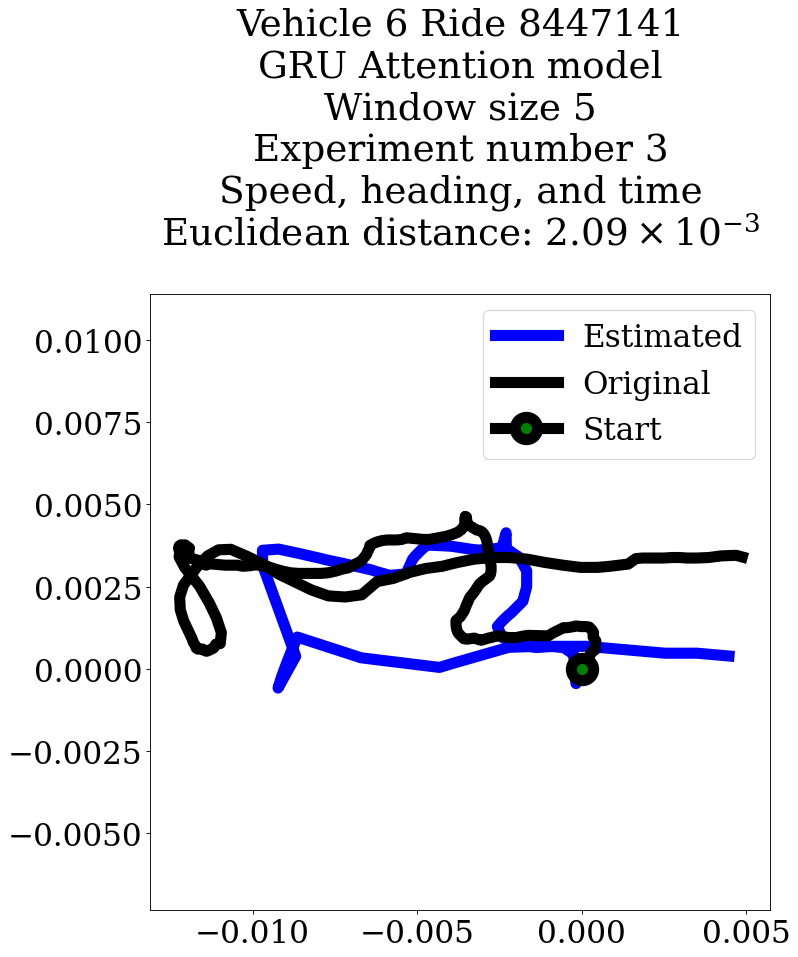 Vehicle 6 Ride 8447141
GRU Attention model
Window size 5
Experiment number 3
Speed, heading, and time
Euclidean distance: 2.09 × 10⁻³
Estimated
Original
Start
0.0100
0.0075
0.0050
0.0025
0.0000
−0.0025
−0.0050
−0.010 −0.005 0.000 0.005